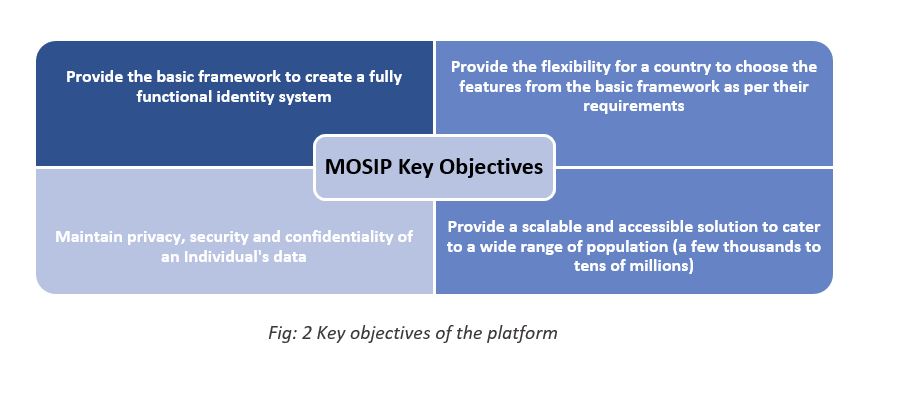 Provide the basic framework to create a fully
functional identity system
Provide the flexibility for a country to choose the
features from the basic framework as per their
requirements
MOSIP Key Objectives
Maintain privacy, security and confidentiality of
an Individual's data
Provide a scalable and accessible solution to cater
to a wide range of population (a few thousands to
tens of millions)
Fig: 2 Key objectives of the platform